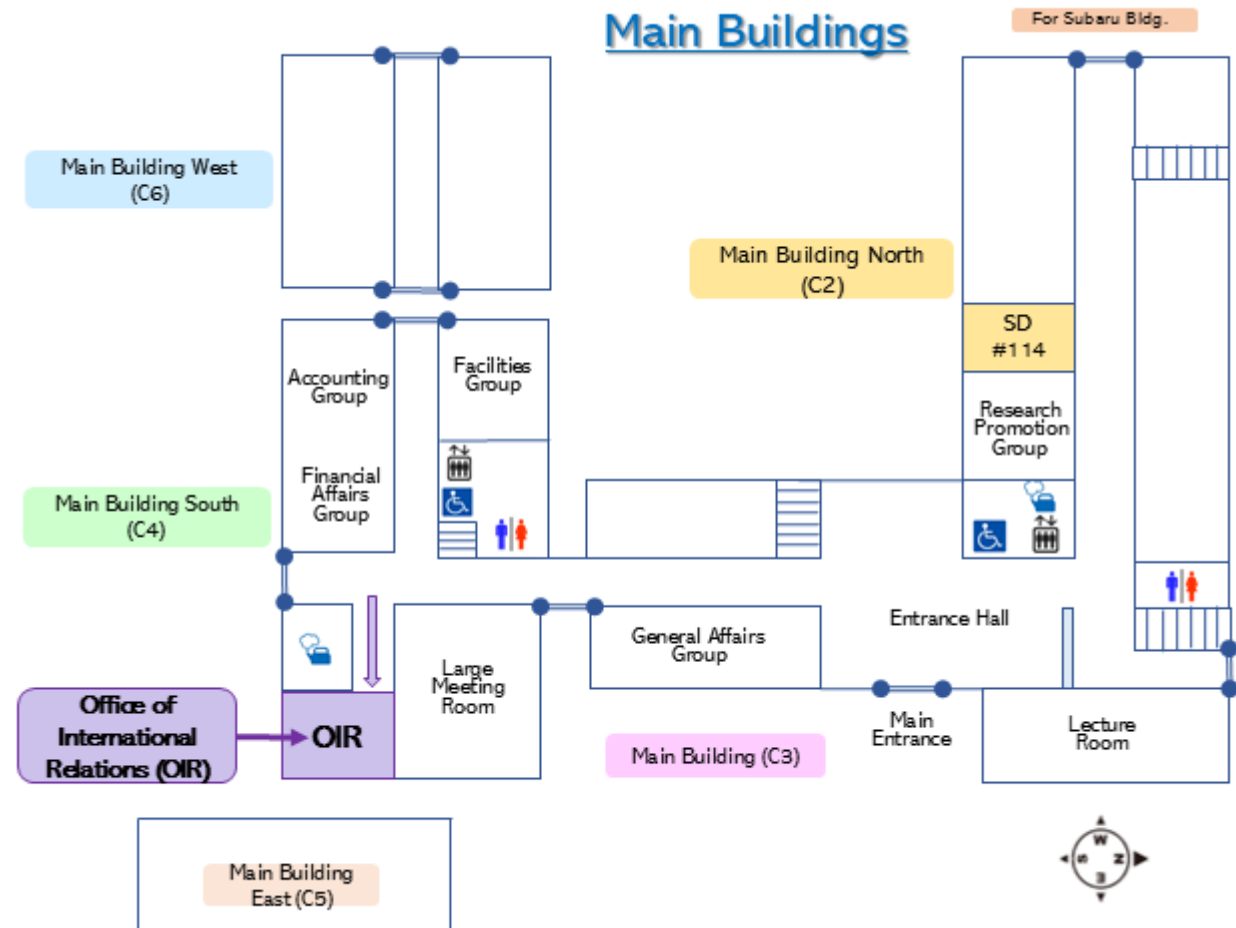 Main Buildings
For Subaru Bldg.
Main Building West
(C6)
Main Building North
(C2)
SD
#114
Accounting
Group
Facilities
Group
Research
Promotion
Group
Financial
Affairs
Group
Main Building South
(C4)
Entrance Hall
General Affairs
Group
Large
Meeting
Room
Office of
International
Relations (OIR)
OIR
Main
Entrance
Lecture
Room
Main Building (C3)
Main Building
East (C5)
W
S
N
E